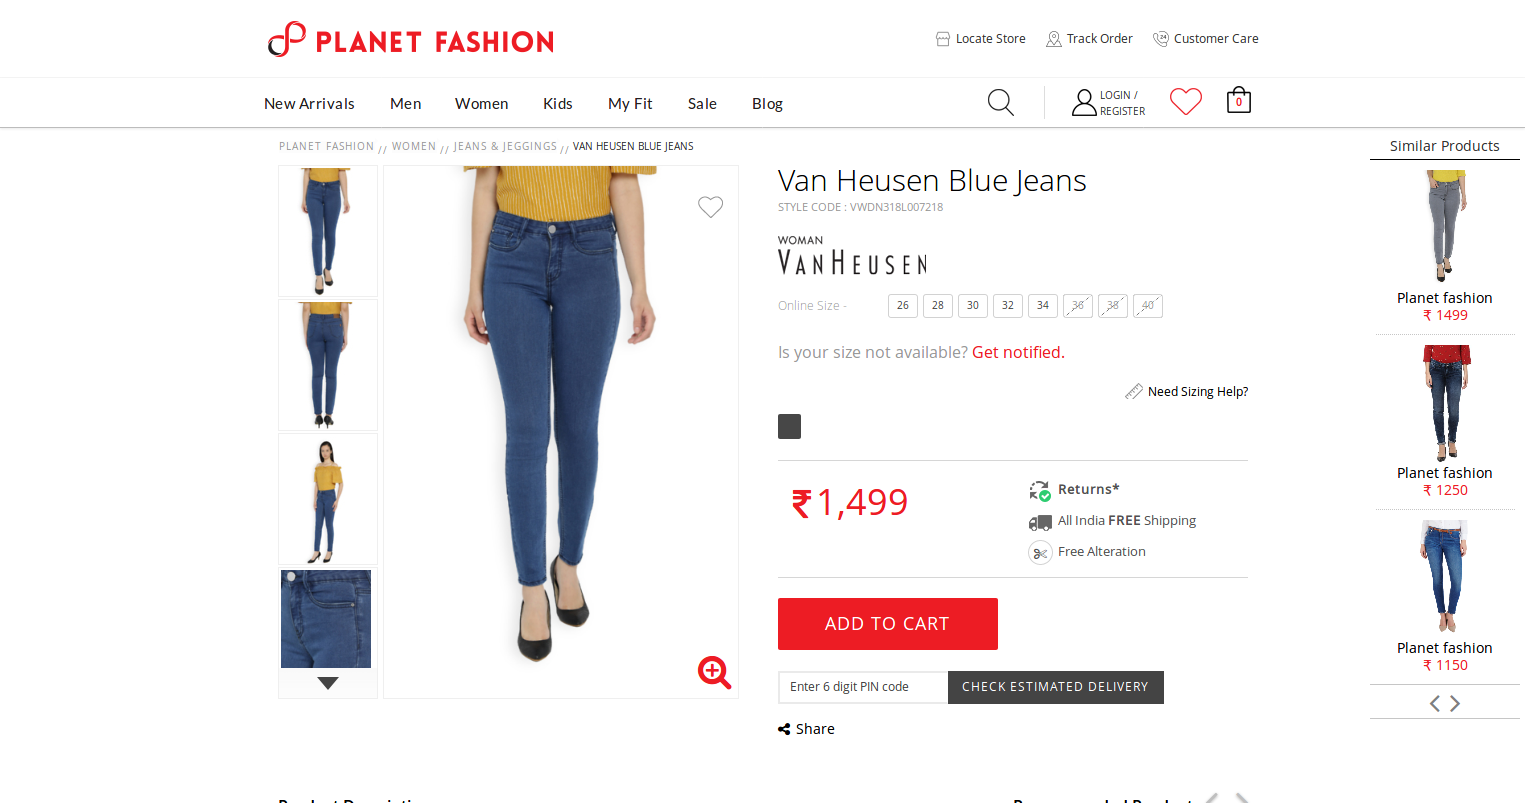 PLANET FASHION
Locate Store
Track Order
24
Customer Care
New Arrivals
Men
Women
Kids
My Fit
Sale
Blog
LOGIN /
REGISTER
0
PLANET FASHION // WOMEN // JEANS & JEGGINGS // VAN HEUSEN BLUE JEANS
Van Heusen Blue Jeans
STYLE CODE : VWDN318L007218
WOMAN
VANHEUSEN
Online Size -
26 28 30 32 34 36 38 40
Is your size not available? Get notified.
Need Sizing Help?
₹1,499
Returns*
All India FREE Shipping
Free Alteration
ADD TO CART
Enter 6 digit PIN code
CHECK ESTIMATED DELIVERY
Share
Similar Products
Planet fashion
₹ 1499
Planet fashion
₹ 1250
Planet fashion
₹ 1150